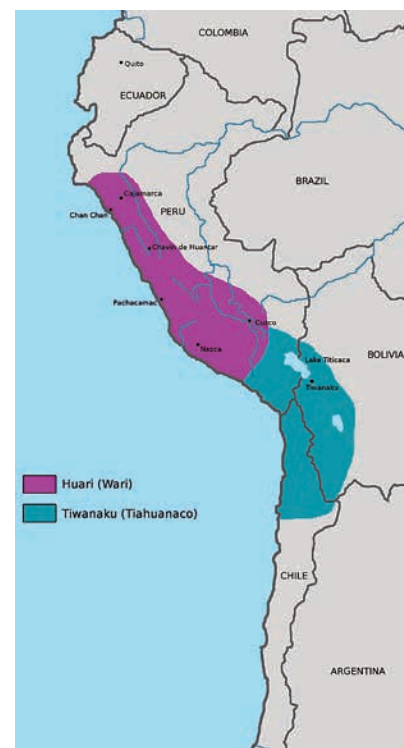 COLOMBIA
Quito
ECUADOR
BRAZIL
Cajamarca
Chan Chan
PERU
Chavin de Huantar
Pachacamac
Cuzco
Nazca
Lake Titicaca
BOLIVIA
Tiwanaku
Huari (Wari)
Tiwanaku (Tiahuanaco)
CHILE
ARGENTINA